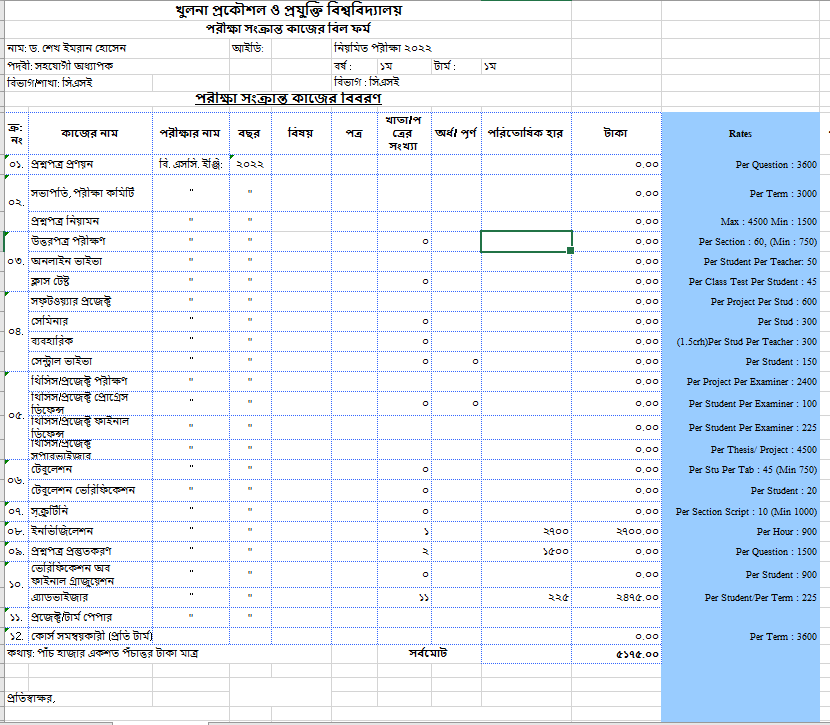 খুলনা প্রকৌশল ও প্রযুক্তি বিশ্ববিদ্যালয়
পরীক্ষা সংক্রান্ত কাজের বিল ফর্ম
নাম: ড. শেখ ইমরান হোসেন আইডি: নিয়মিত পরীক্ষা ২০২২
পদবী: সহযোগী অধ্যাপক বর্ষ : ১ম টার্ম : ১ম
বিভাগ/শাখা: সিএসই বিভাগ : সিএসই
পরীক্ষা সংক্রান্ত কাজের বিবরণ
ক্র: নং কাজের নাম পরীক্ষার নাম বছর বিষয় পত্র খাতা/পত্রের সংখ্যা অর্ধ/ পূর্ণ পরিতোষিক হার টাকা Rates
০১. প্রশ্নপত্র প্রণয়ন বি. এসসি. ইঞ্জি: ২০২২ ০.০০ Per Question : 3600
০২. সভাপতি, পরীক্ষা কমিটি " " ০.০০ Per Term : 3000
প্রশ্নপত্র নিয়ামন " " ০.০০ Max : 4500 Min : 1500
উত্তরপত্র পরীক্ষণ " " ০ ০.০০ Per Section : 60, (Min : 750)
০৩. অনলাইন ভাইভা " " ০.০০ Per Student Per Teacher: 50
ক্লাস টেষ্ট " " ০ ০.০০ Per Class Test Per Student : 45
সফ্টওয়্যার প্রজেক্ট " " ০.০০ Per Project Per Stud : 600
০৪. সেমিনার " " ০ ০.০০ Per Stud : 300
ব্যবহারিক " " ০ ০.০০ (1.5crh)Per Stud Per Teacher : 300
সেন্ট্রাল ভাইভা " " ০ ০ ০.০০ Per Student : 150
থিসিস/প্রজেক্ট পরীক্ষণ " " ০.০০ Per Project Per Examiner : 2400
থিসিস/প্রজেক্ট প্রোগ্রেস ডিফেন্স " " ০ ০ ০.০০ Per Student Per Examiner : 100
০৫. থিসিস/প্রজেক্ট ফাইনাল ডিফেন্স " " ০.০০ Per Student Per Examiner : 225
থিসিস/প্রজেক্ট সুপারভাইজার " " ০.০০ Per Thesis/ Project : 4500
০৬. টেবুলেশন " " ০ ০.০০ Per Stu Per Tab : 45 (Min 750)
টেবুলেশন ভেরিফিকেশন " " ০ ০.০০ Per Student : 20
০৭. স্ক্রুটিনি " " ০ ০.০০ Per Section Script : 10 (Min 1000)
০৮. ইনভিজিলেশন " " ১ ২৭০০ ২৭০০.০০ Per Hour : 900
০৯. প্রশ্নপত্র প্রস্তুতকরণ " " ২ ১৫০০ ০.০০ Per Question : 1500
১০. ভেরিফিকেশন অব ফাইনাল গ্রাজুয়েশন " " ০ ০.০০ Per Student : 900
এ্যাডভাইজার " " ১১ ২২৫ ২৪৭৫.০০ Per Student/Per Term : 225
১১. প্রজেক্ট/টার্ম পেপার " "
১2. কোর্স সমন্বয়কারী (প্রতি টার্ম) ০.০০ Per Term : 3600
কথায়: পাঁচ হাজার একশত পঁচাত্তর টাকা মাত্র সর্বমোট ৫১৭৫.০০
প্রতিস্বাক্ষর,